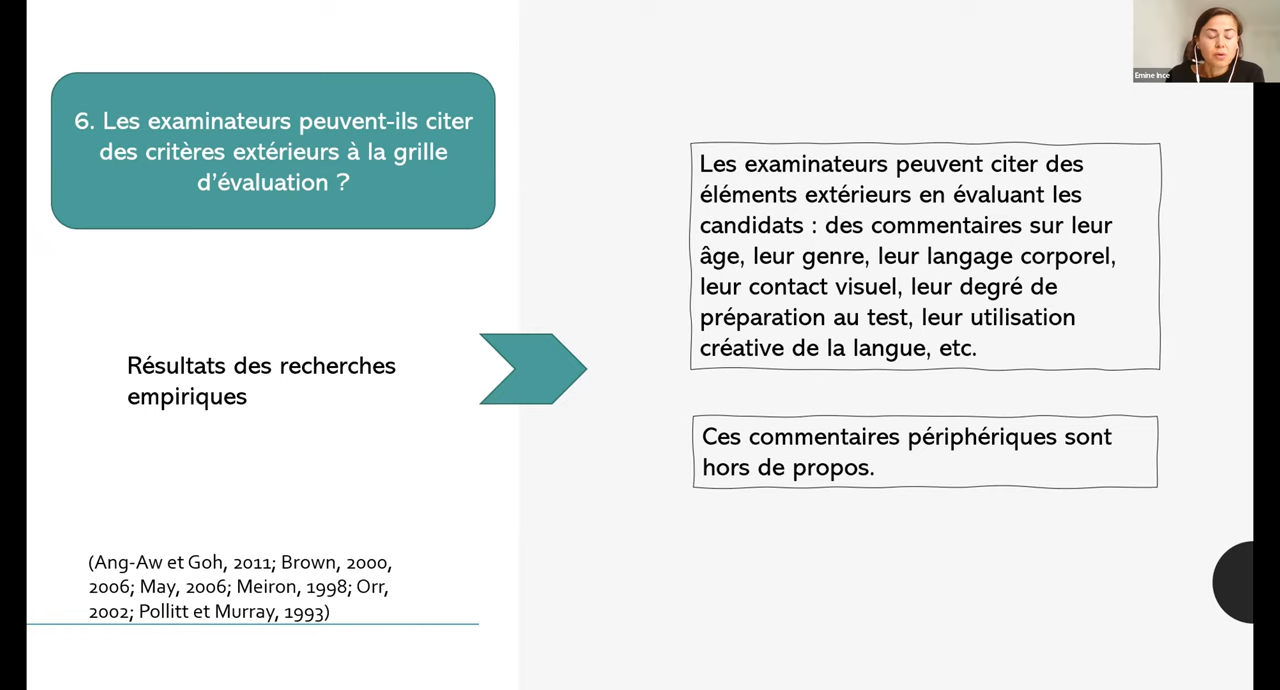 6. Les examinateurs peuvent-ils citer
des critères extérieurs à la grille
d’évaluation ?
Résultats des recherches
empiriques
(Ang-Aw et Goh, 2011; Brown, 2000,
2006; May, 2006; Meiron, 1998; Orr,
2002; Pollitt et Murray, 1993)
Les examinateurs peuvent citer des
éléments extérieurs en évaluant les
candidats : des commentaires sur leur
âge, leur genre, leur langage corporel,
leur contact visuel, leur degré de
préparation au test, leur utilisation
créative de la langue, etc.
Ces commentaires périphériques sont
hors de propos.
Emine Ince